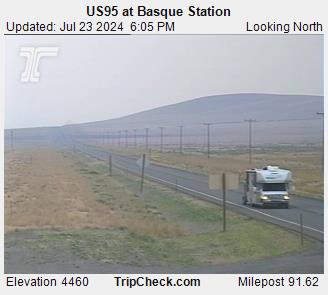 US95 at Basque Station
Updated: Jul 23 2024 6:05 PM Looking North
Elevation 4460 TripCheck.com Milepost 91.62